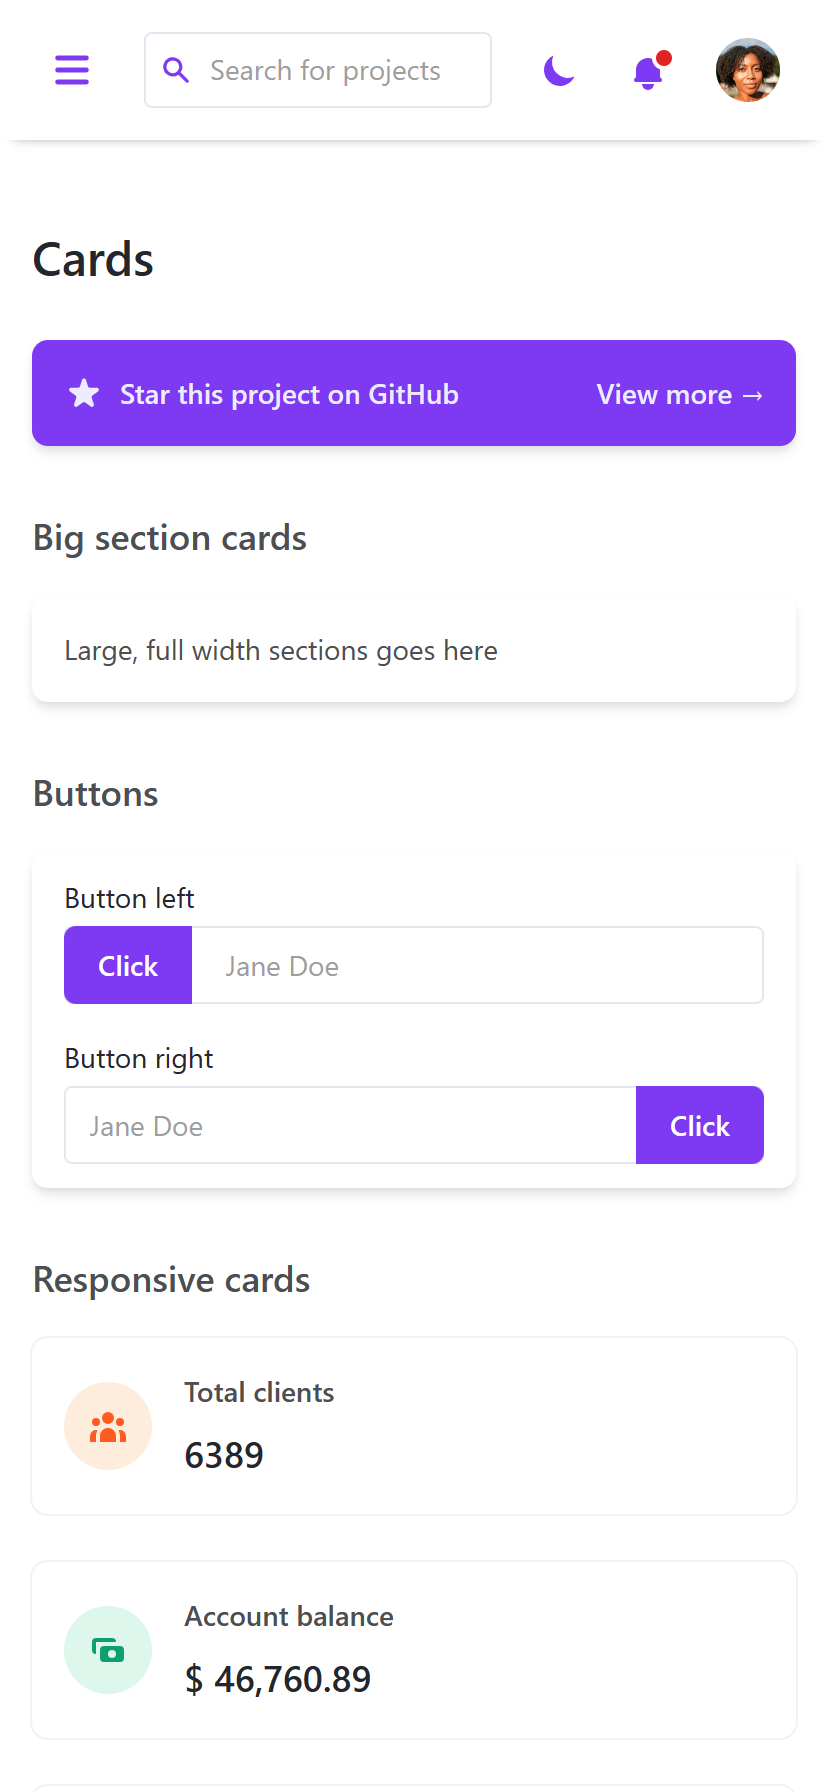 Search for projects
Cards
Star this project on GitHub
View more →
Big section cards
Large, full width sections goes here
Buttons
Button left
Click
Jane Doe
Button right
Jane Doe
Click
Responsive cards
Total clients
6389
Account balance
$ 46,760.89